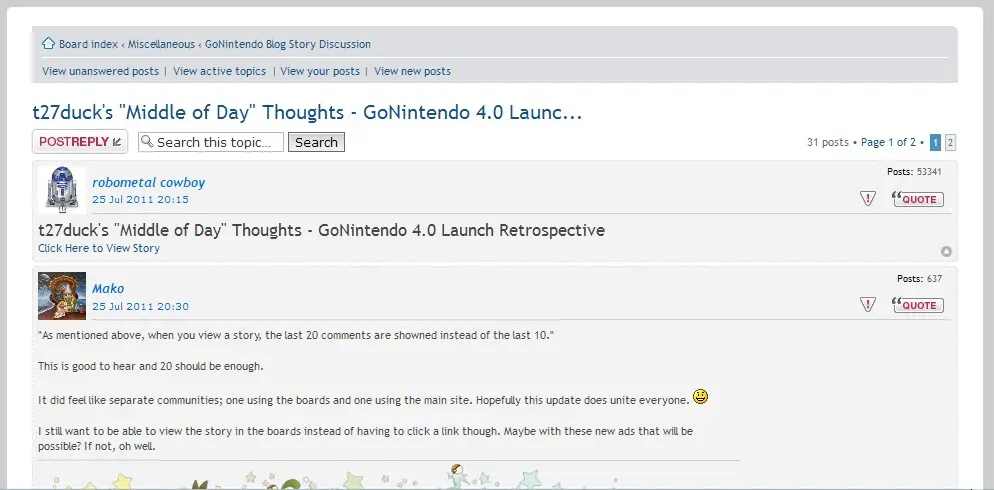 Board index ‹ Miscellaneous ‹ GoNintendo Blog Story Discussion
View unanswered posts | View active topics | View your posts | View new posts
t27duck's "Middle of Day" Thoughts - GoNintendo 4.0 Launc...
POSTREPLY Search this topic... Search 31 posts • Page 1 of 2 • 1 2
Posts: 53341
robometal cowboy
25 Jul 2011 20:15 QUOTE
t27duck's "Middle of Day" Thoughts - GoNintendo 4.0 Launch Retrospective
Click Here to View Story
Posts: 637
Mako
25 Jul 2011 20:30 QUOTE
"As mentioned above, when you view a story, the last 20 comments are showned instead of the last 10."
This is good to hear and 20 should be enough.
It did feel like separate communities; one using the boards and one using the main site. Hopefully this update does unite everyone.
I still want to be able to view the story in the boards instead of having to click a link though. Maybe with these new ads that will be
possible? If not, oh well.